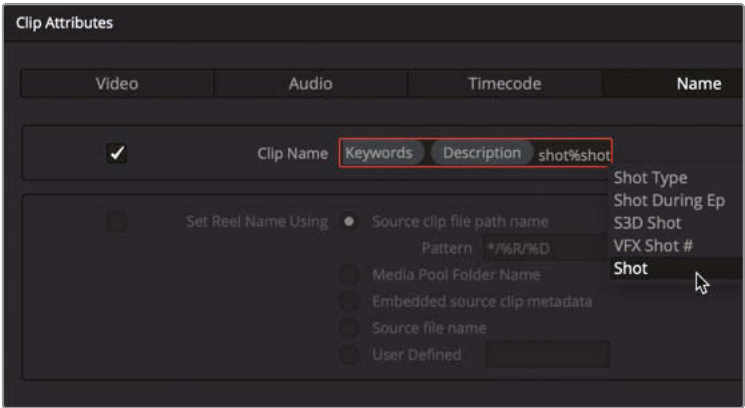 Clip Attributes
Video Audio Timecode Name
Clip Name Keywords Description shot%shot
Shot Type
Shot During Ep
S3D Shot
VFX Shot #
Shot
Set Reel Name Using Source clip file path name
Pattern */%R/%D
Media Pool Folder Name
Embedded source clip metadata
Source file name
User Defined